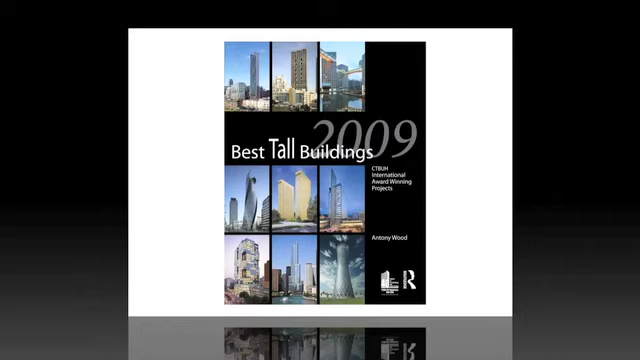 2009
Best Tall Buildings
CTBUH
International
Award Winning
Projects
Antony Wood
R